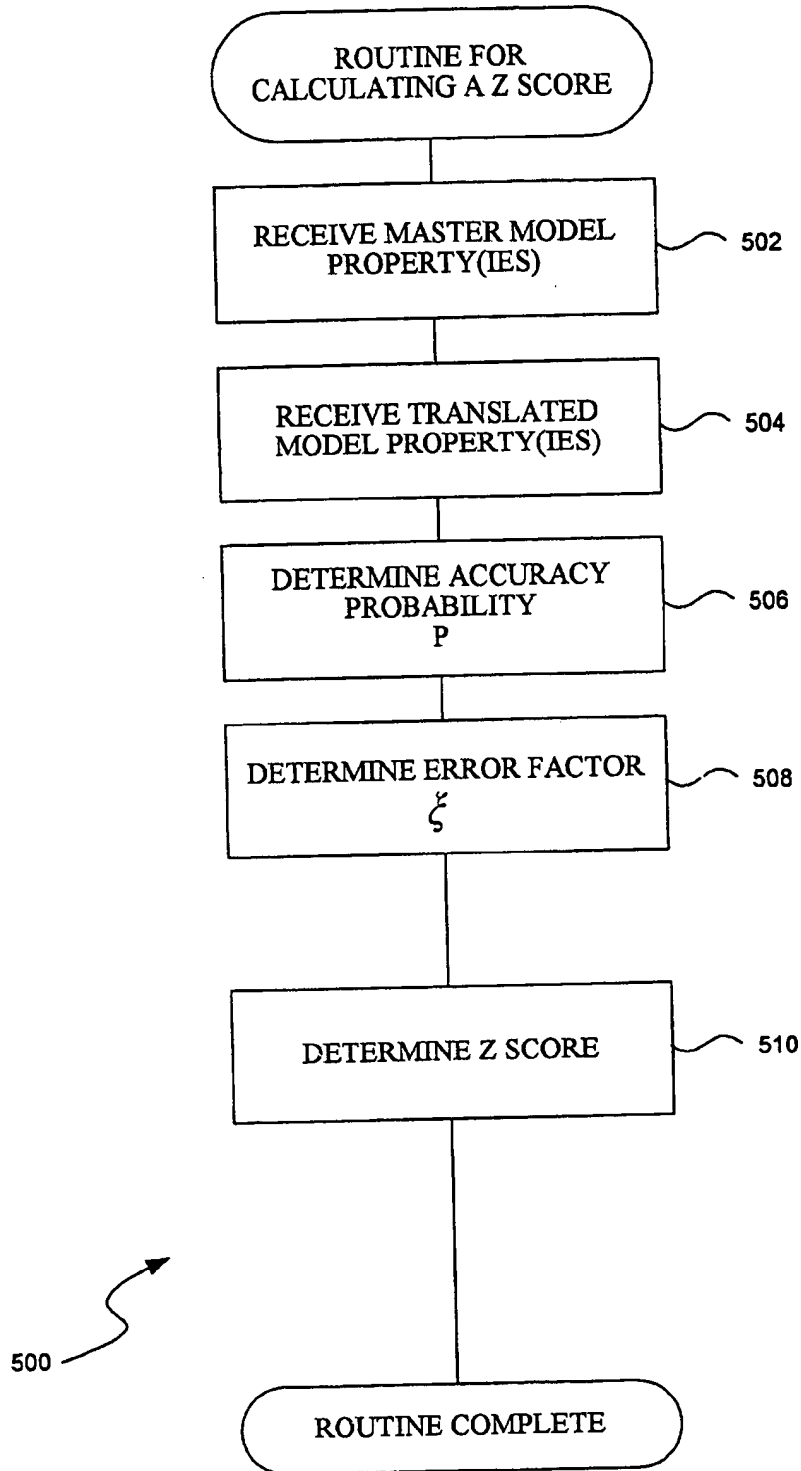 ROUTINE FOR
CALCULATING A Z SCORE
RECEIVE MASTER MODEL
PROPERTY(IES)
502
RECEIVE TRANSLATED
MODEL PROPERTY(IES)
504
DETERMINE ACCURACY
PROBABILITY
P
506
DETERMINE ERROR FACTOR
ξ
508
DETERMINE Z SCORE
510
500
ROUTINE COMPLETE